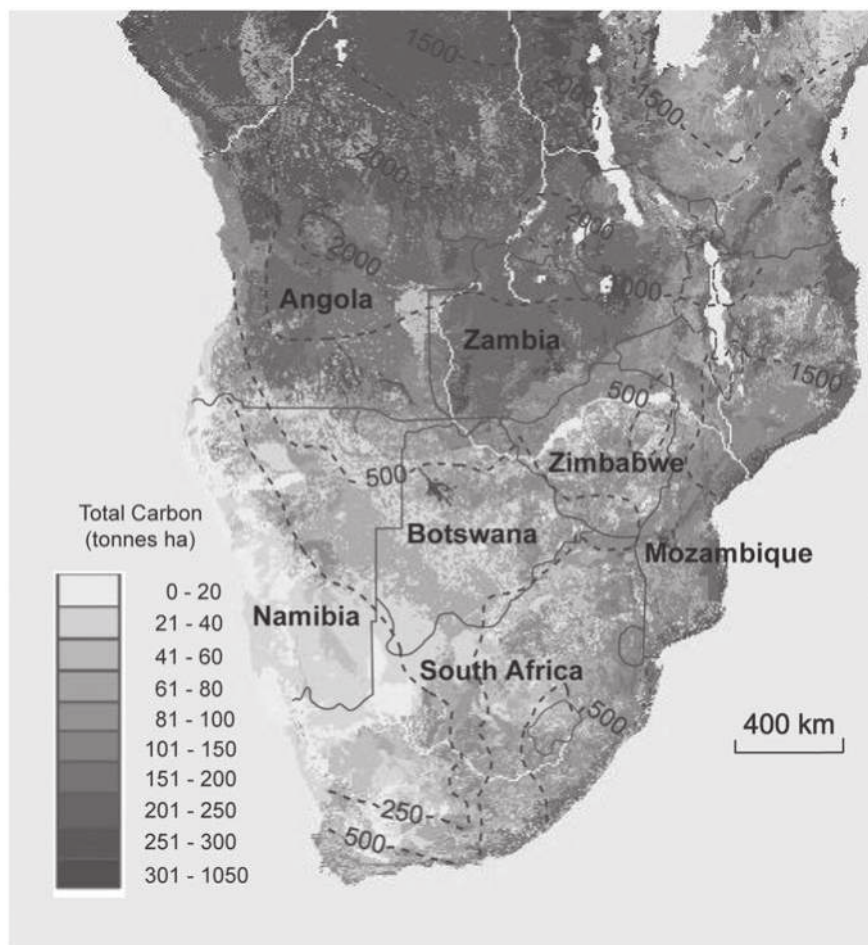 1500
2000
1500
2000
2000
2000
1000
Angola
Zambia
1500
500
Zimbabwe
500
Total Carbon
(tonnes ha)
Botswana
Mozambique
0 - 20
21 - 40
41 - 60
61 - 80
81 - 100
101 - 150
151 - 200
201 - 250
251 - 300
301 - 1050
Namibia
South Africa
500
400 km
250
500